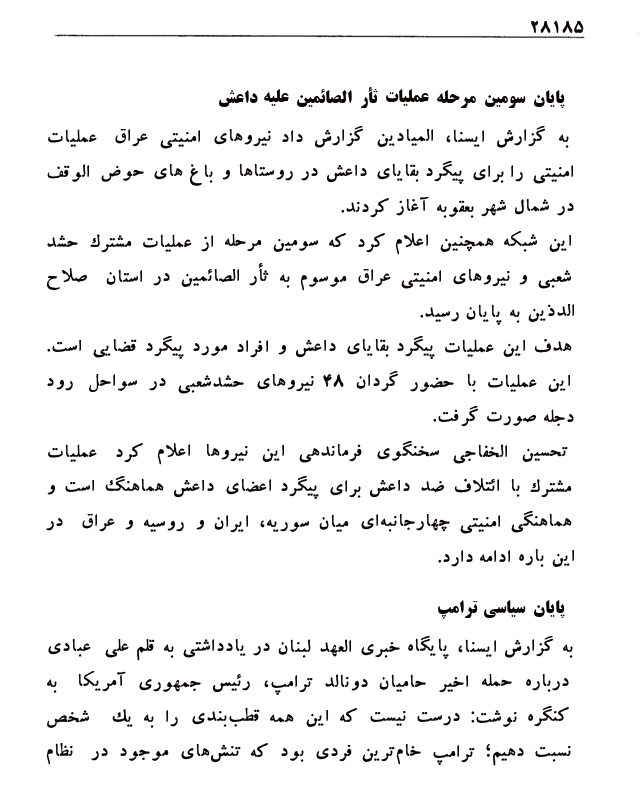 ۲۸۱۸۵
پایان سومین مرحله عملیات ثأر الصائمین علیه داعش
به گزارش ایسنا، المیادین گزارش داد نیروهای امنیتی عراق عملیات
امنیتی را برای پیگرد بقایای داعش در روستاها و باغ های حوض الوقف
در شمال شهر بعقوبه آغاز کردند.
این شبکه همچنین اعلام کرد که سومین مرحله از عملیات مشترك حشد
شعبی و نیروهای امنیتی عراق موسوم به ثأر الصائمین در استان صلاح
الدذین به پایان رسید.
هدف این عملیات پیگرد بقایای داعش و افراد مورد پیگرد قضایی است.
این عملیات با حضور گردان ۴۸ نیروهای حشدشعبی در سواحل رود
دجله صورت گرفت.
تحسین الخفاجی سخنگوی فرماندهی این نیروها اعلام کرد عملیات
مشترك با ائتلاف ضد داعش برای پیگرد اعضای داعش هماهنگ است و
هماهنگی امنیتی چهارجانبه‌ای میان سوریه، ایران و روسیه و عراق در
این باره ادامه دارد.
پایان سیاسی ترامپ
به گزارش ایسنا، پایگاه خبری العهد لبنان در یادداشتی به قلم علی عبادی
درباره حمله اخیر حامیان دونالد ترامپ، رئیس جمهوری آمریکا به
کنگره نوشت: درست نیست که این همه قطب‌بندی را به یك شخص
نسبت دهیم؛ ترامپ خام‌ترین فردی بود که تنش‌های موجود در نظام